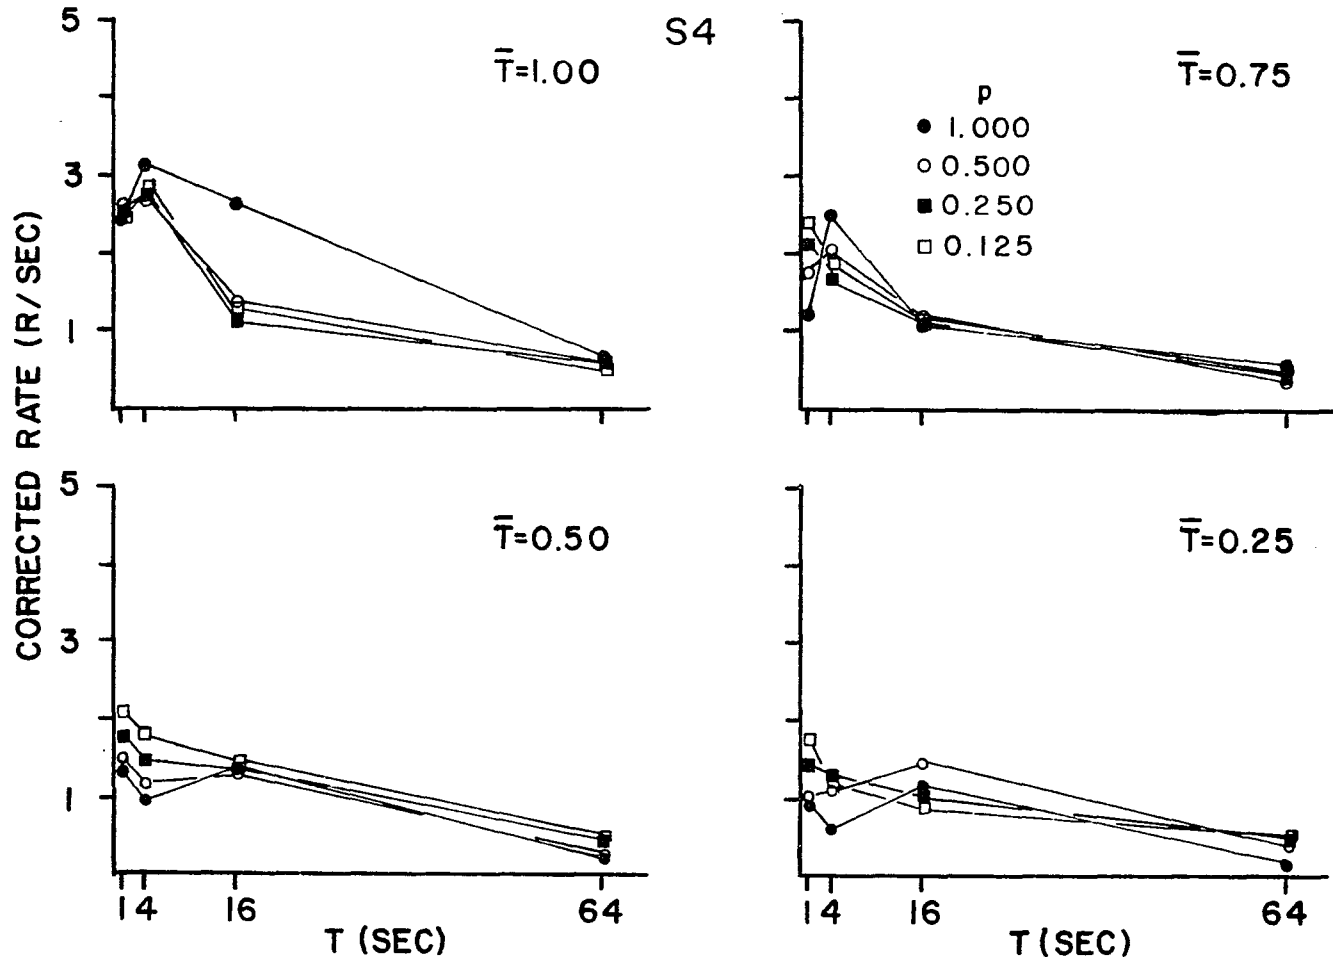 S4
CORRECTED RATE (R/SEC)
5
3
1
T̅=1.00
T̅=0.75
p
1.000
0.500
0.250
0.125
5
3
1
T̅=0.50
T̅=0.25
1 4 16 64
T (SEC)
1 4 16 64
T (SEC)